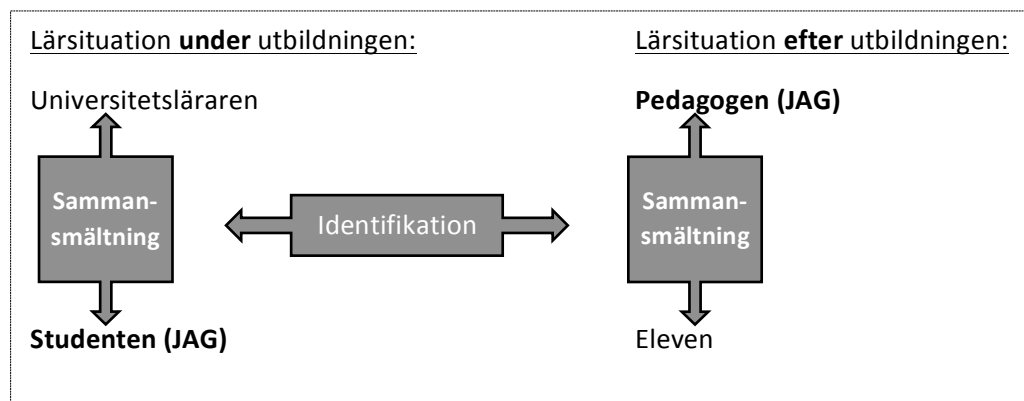 Lärsituation under utbildningen:
Universitetsläraren
Samman-
smältning
Studenten (JAG)
Identifikation
Lärsituation efter utbildningen:
Pedagogen (JAG)
Samman-
smältning
Eleven